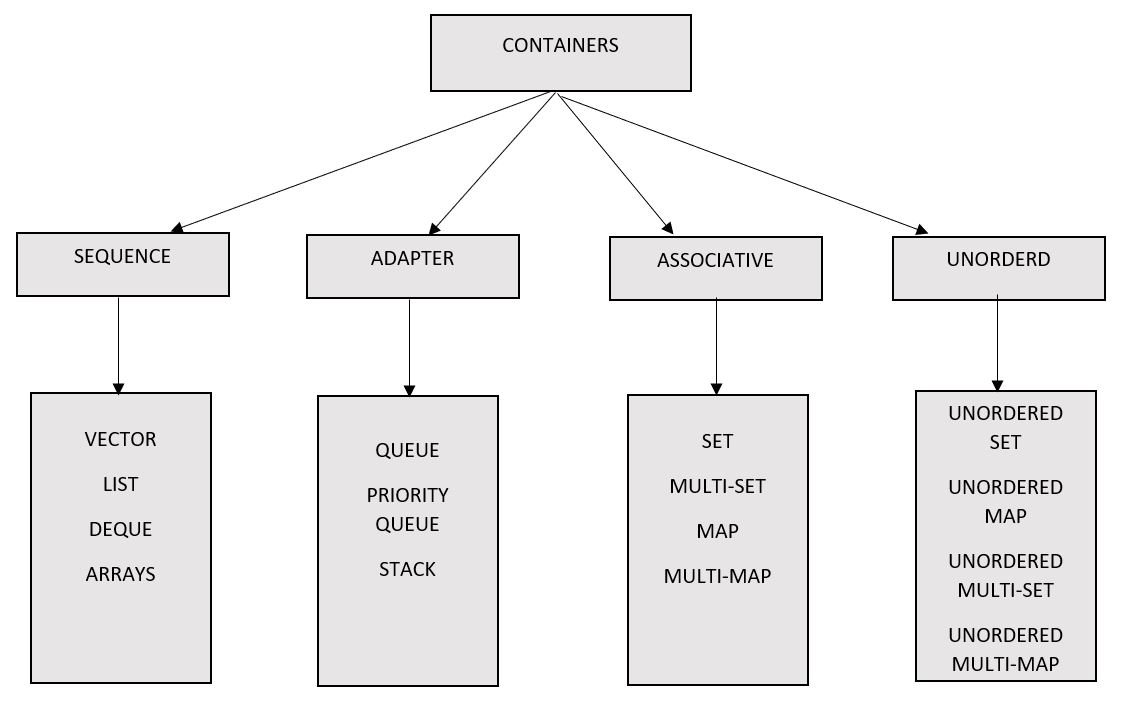 CONTAINERS
SEQUENCE
ADAPTER
ASSOCIATIVE
UNORDERD
VECTOR
LIST
DEQUE
ARRAYS
QUEUE
PRIORITY
QUEUE
STACK
SET
MULTI-SET
MAP
MULTI-MAP
UNORDERED
SET
UNORDERED
MAP
UNORDERED
MULTI-SET
UNORDERED
MULTI-MAP